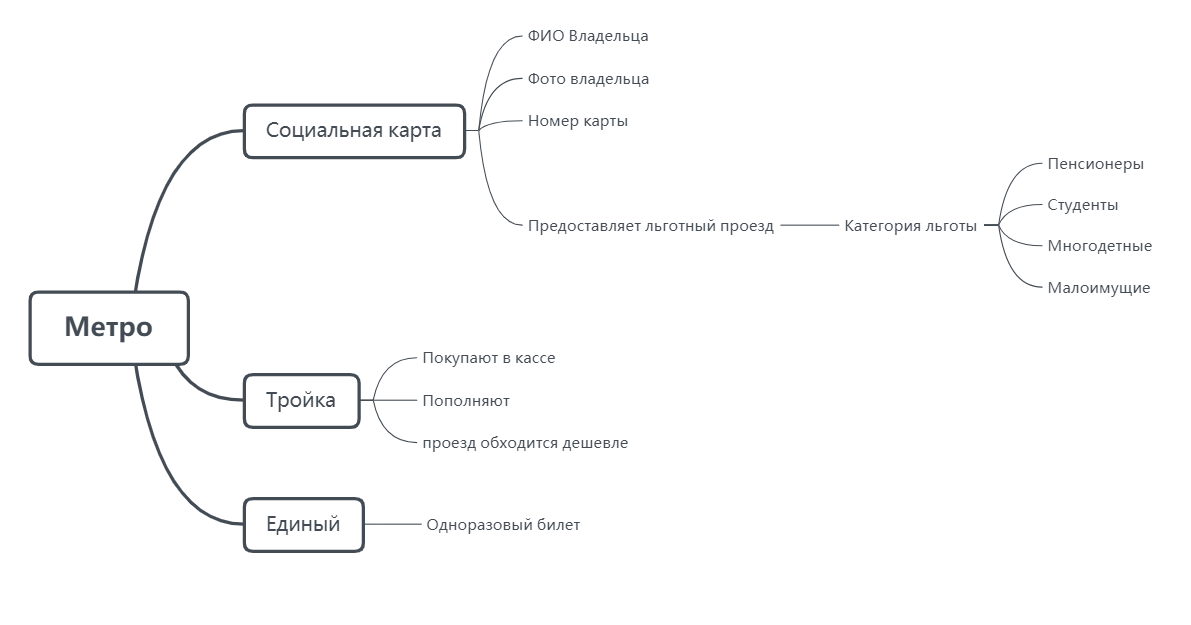 Метро
Социальная карта
ФИО Владельца
Фото владельца
Номер карты
Предоставляет льготный проезд
Категория льготы
Пенсионеры
Студенты
Многодетные
Малоимущие
Тройка
Покупают в кассе
Пополняют
проезд обходится дешевле
Единый
Одноразовый билет